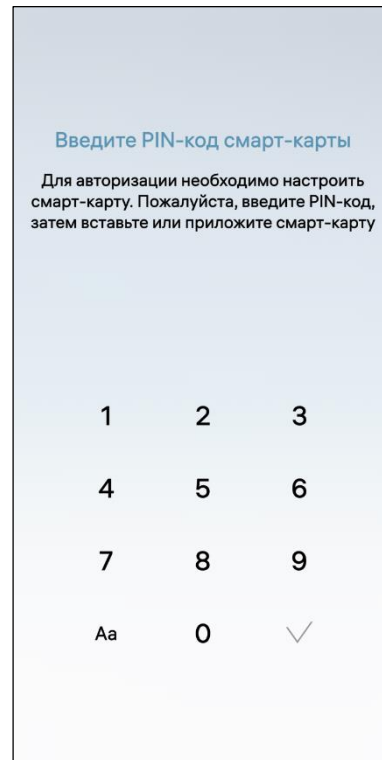 Введите PIN-код смарт-карты
Для авторизации необходимо настроить
смарт-карту. Пожалуйста, введите PIN-код,
затем вставьте или приложите смарт-карту
1 2 3
4 5 6
7 8 9
Aa 0